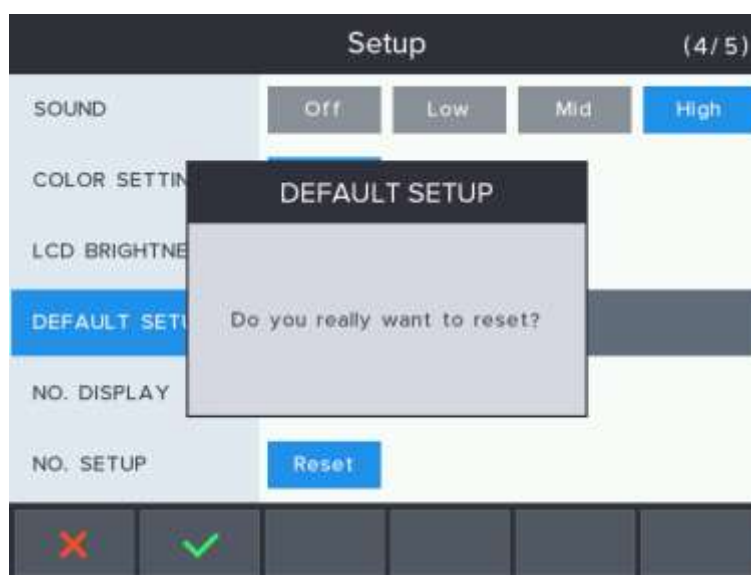 Setup (4/5)
SOUND Off Low Mid High
COLOR SETTIN
DEFAULT SETUP
LCD BRIGHTNE
Do you really want to reset?
DEFAULT SETU
NO. DISPLAY
NO. SETUP Reset